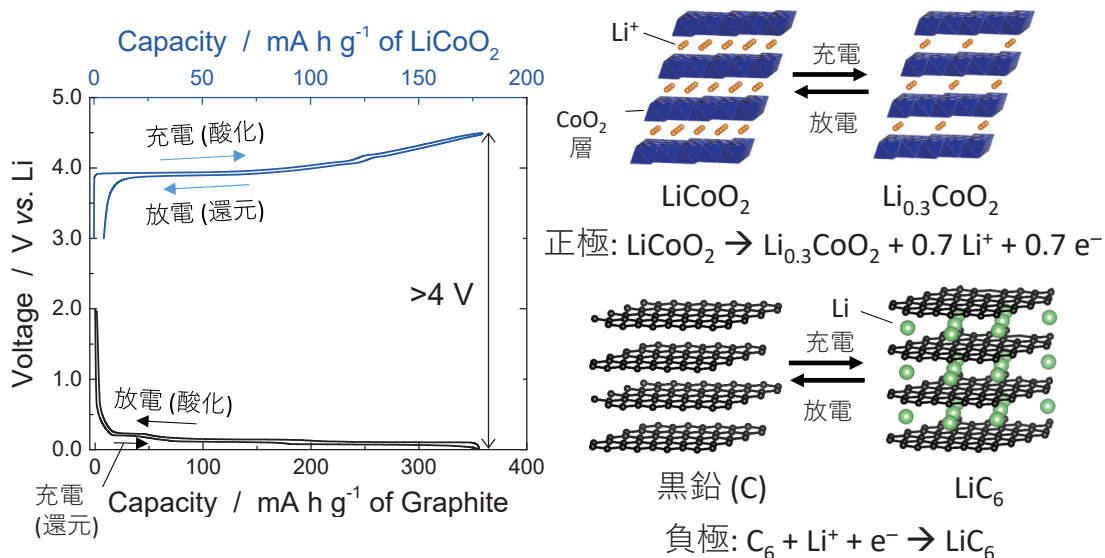 Capacity / mA h g⁻¹ of LiCoO₂
0 50 100 150 200
5.0
4.0
3.0
2.0
1.0
0.0
Voltage / V vs. Li
充電 (酸化)
放電 (還元)
>4 V
放電 (酸化)
充電
(還元)
0 100 200 300 400
Capacity / mA h g⁻¹ of Graphite
Li⁺
CoO₂
層
充電
放電
LiCoO₂
Li₀.₃CoO₂
正極: LiCoO₂ → Li₀.₃CoO₂ + 0.7 Li⁺ + 0.7 e⁻
Li
充電
放電
黒鉛 (C)
LiC₆
負極: C₆ + Li⁺ + e⁻ → LiC₆